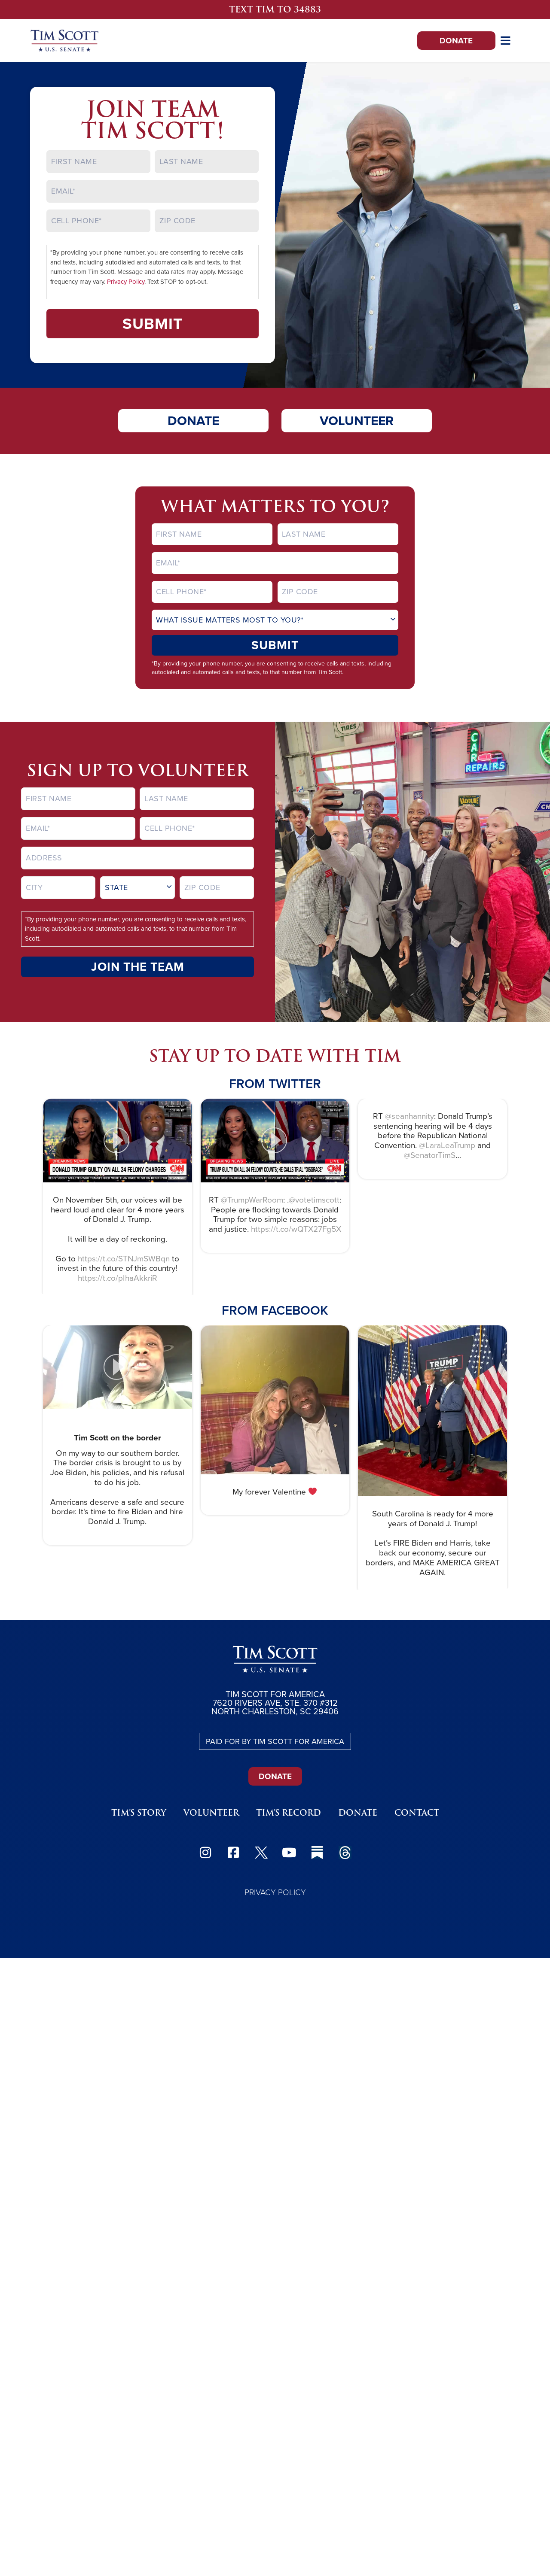 TEXT TIM TO 34883
TIM SCOTT
U.S. SENATE
DONATE
JOIN TEAM
TIM SCOTT!
FIRST NAME
LAST NAME
EMAIL*
CELL PHONE*
ZIP CODE
*By providing your phone number, you are consenting to receive calls
and texts, including autodialed and automated calls and texts, to that
number from Tim Scott. Message and data rates may apply. Message
frequency may vary. Privacy Policy. Text STOP to opt-out.
SUBMIT
DONATE
VOLUNTEER
WHAT MATTERS TO YOU?
FIRST NAME
LAST NAME
EMAIL*
CELL PHONE*
ZIP CODE
WHAT ISSUE MATTERS MOST TO YOU?*
SUBMIT
*By providing your phone number, you are consenting to receive calls and texts, including
autodialed and automated calls and texts, to that number from Tim Scott.
SIGN UP TO VOLUNTEER
FIRST NAME
LAST NAME
EMAIL*
CELL PHONE*
ADDRESS
CITY
STATE
ZIP CODE
*By providing your phone number, you are consenting to receive calls and texts,
including autodialed and automated calls and texts, to that number from Tim
Scott.
JOIN THE TEAM
TIRES
CAR
REPAIRS
VALVOLINE
STAY UP TO DATE WITH TIM
FROM TWITTER
BREAKING NEWS
LIVE
DONALD TRUMP GUILTY ON ALL 34 FELONY CHARGES
CNN
On November 5th, our voices will be
heard loud and clear for 4 more years
of Donald J. Trump.
It will be a day of reckoning.
Go to https://t.co/STNJmSWBqn to
invest in the future of this country!
https://t.co/plhaAkkriR
BREAKING NEWS
LIVE
TRUMP GUILTY ON ALL 34 FELONY COUNTS; HE CALLS TRIAL "DISGRACE"
CNN
RT @TrumpWarRoom: .@votetimscott:
People are flocking towards Donald
Trump for two simple reasons: jobs
and justice. https://t.co/wQTX27FgSX
RT @seanhannity: Donald Trump's
sentencing hearing will be 4 days
before the Republican National
Convention. @LaraLeaTrump and
@SenatorTimS...
FROM FACEBOOK
Tim Scott on the border
On my way to our southern border.
The border crisis is brought to us by
Joe Biden, his policies, and his refusal
to do his job.
Americans deserve a safe and secure
border. It's time to fire Biden and hire
Donald J. Trump.
My forever Valentine ❤️
TRUMP
South Carolina is ready for 4 more
years of Donald J. Trump!
Let's FIRE Biden and Harris, take
back our economy, secure our
borders, and MAKE AMERICA GREAT
AGAIN.
TIM SCOTT
U.S. SENATE
TIM SCOTT FOR AMERICA
7620 RIVERS AVE, STE. 370 #312
NORTH CHARLESTON, SC 29406
PAID FOR BY TIM SCOTT FOR AMERICA
DONATE
TIM'S STORY
VOLUNTEER
TIM'S RECORD
DONATE
CONTACT
PRIVACY POLICY